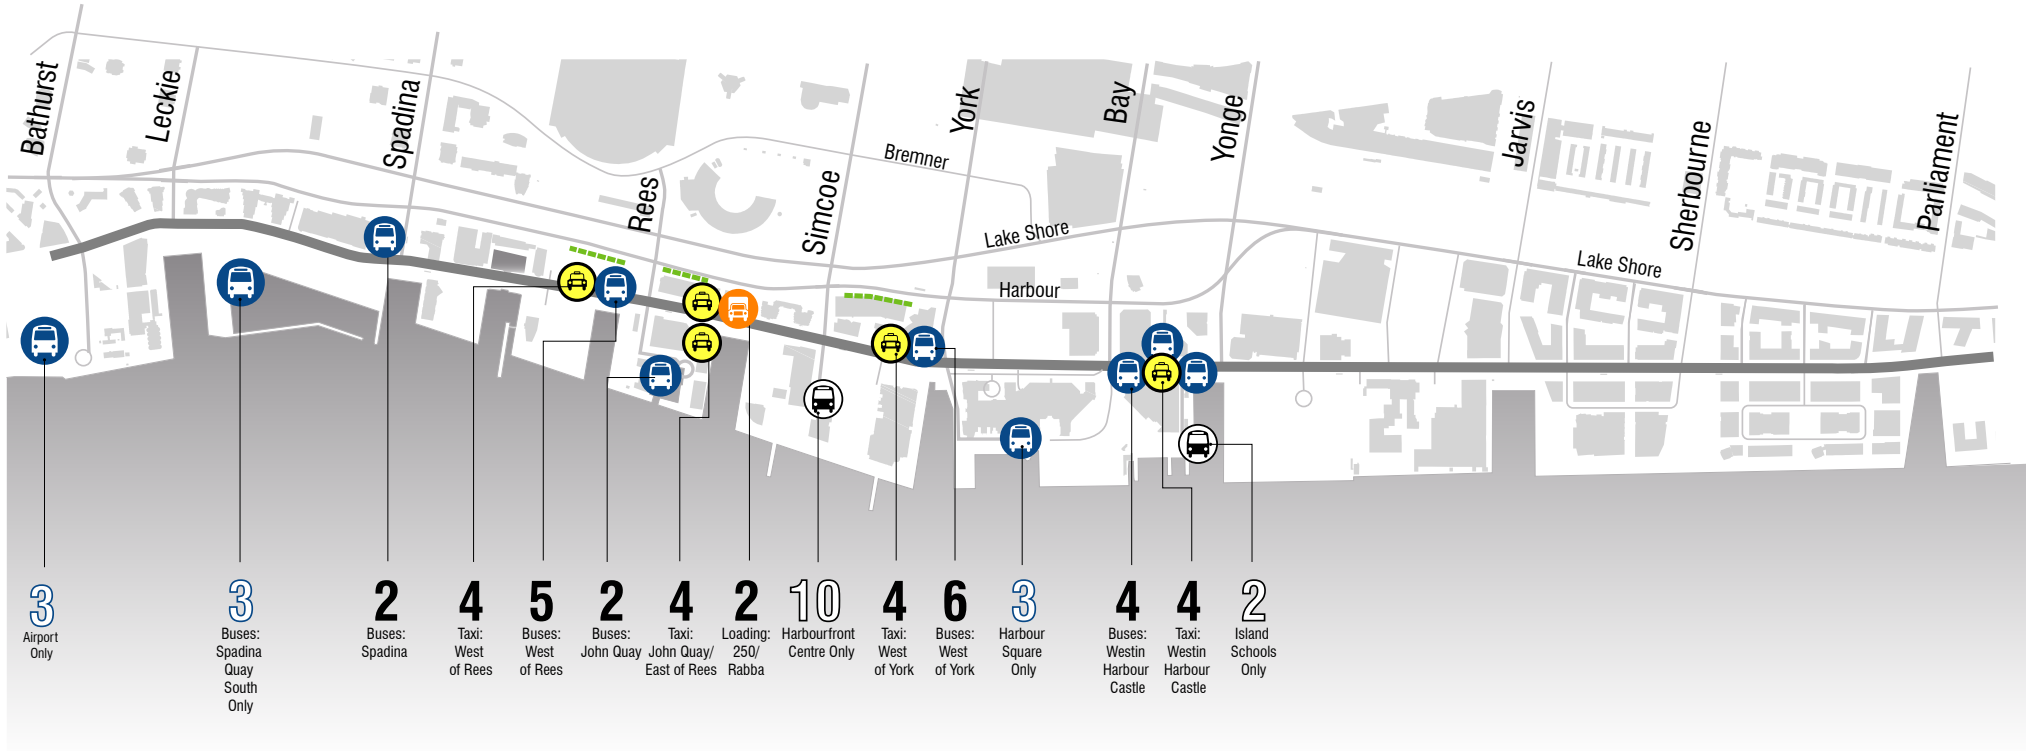 Bathurst
Leckie
Spadina
Rees
Simcoe
York
Bay
Yonge
Jarvis
Sherbourne
Parliament
Bremner
Lake Shore
Lake Shore
Harbour
3
Airport
Only
3
Buses:
Spadina
Quay
South
Only
2
Buses:
Spadina
4
Taxi:
West
of Rees
5
Buses:
West
of Rees
2
Buses:
John Quay
4
Taxi:
John Quay/
East of Rees
2
Loading:
250/
Rabba
10
Harbourfront
Centre Only
4
Taxi:
West
of York
6
Buses:
West
of York
3
Harbour
Square
Only
4
Buses:
Westin
Harbour
Castle
4
Taxi:
Westin
Harbour
Castle
2
Island
Schools
Only